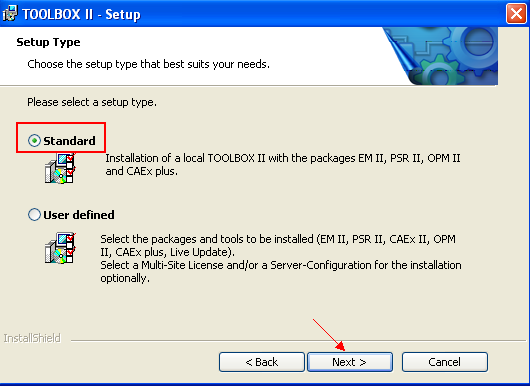 TOOLBOX II - Setup
Setup Type
Choose the setup type that best suits your needs.
Please select a setup type.
Standard
Installation of a local TOOLBOX II with the packages EM II, PSR II, OPM II
and CAEx plus.
User defined
Select the packages and tools to be installed (EM II, PSR II, CAEx II, OPM
II, CAEx plus, Live Update).
Select a Multi-Site License and/or a Server-Configuration for the installation
optionally.
InstallShield
< Back
Next >
Cancel